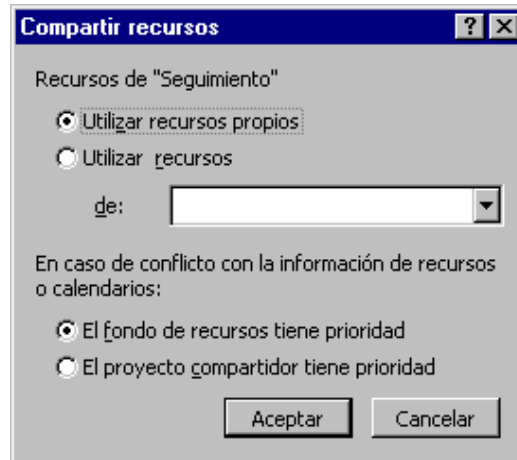 Compartir recursos
Recursos de "Seguimiento"
Utilizar recursos propios
Utilizar recursos
de:
En caso de conflicto con la información de recursos
o calendarios:
El fondo de recursos tiene prioridad
El proyecto compartidor tiene prioridad
Aceptar Cancelar